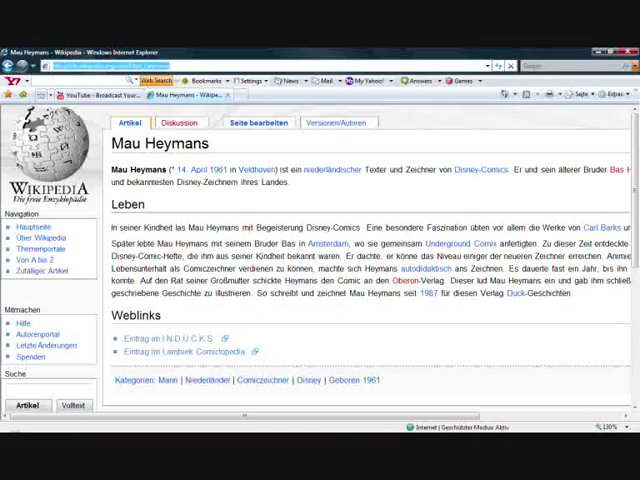 Mau Heymans - Wikipedia - Windows Internet Explorer
Google
Web Search Bookmarks Settings News Mail My Yahoo! Answers Games
YouTube - Broadcast Your... Mau Heymans - Wikipe... Seite Extras
Artikel Diskussion Seite bearbeiten Versionen/Autoren
Mau Heymans
Mau Heymans (* 14. April 1961 in Veldhoven) ist ein niederländischer Texter und Zeichner von Disney-Comics. Er und sein älterer Bruder Bas
und bekanntesten Disney-Zeichnern ihres Landes.
Leben
In seiner Kindheit las Mau Heymans mit Begeisterung Disney-Comics. Eine besondere Faszination übten vor allem die Werke von Carl Barks
Später lebte Mau Heymans mit seinem Bruder Bas in Amsterdam, wo sie gemeinsam Underground Comix anfertigten. Zu dieser Zeit entdeckte
Disney-Comic-Hefte, die ihm aus seiner Kindheit bekannt waren. Er dachte, er könne das Niveau einiger der neueren Zeichner erreichen.
Lebensunterhalt als Comiczeichner verdienen zu können, machte sich Heymans autodidaktisch ans Zeichnen. Es dauerte fast ein Jahr, bis ihn
konnte. Auf den Rat seiner Großmutter schickte Heymans den Comic an den Oberon-Verlag. Dieser lud Mau Heymans ein und gab ihm
geschriebene Geschichte zu illustrieren. So schreibt und zeichnet Mau Heymans seit 1987 für diesen Verlag Duck-Geschichten.
Weblinks
Eintrag im I.N.D.U.C.K.S
Eintrag im Lambiek Comiclopedia
Kategorien: Mann | Niederländer | Comiczeichner | Disney | Geboren 1961
WIKIPEDIA
Die freie Enzyklopädie
Navigation
Hauptseite
Über Wikipedia
Themenportale
Von A bis Z
Zufälliger Artikel
Mitmachen
Hilfe
Autorenportal
Letzte Änderungen
Spenden
Suche
Artikel Volltext
Internet | Geschützter Modus: Aktiv 130%